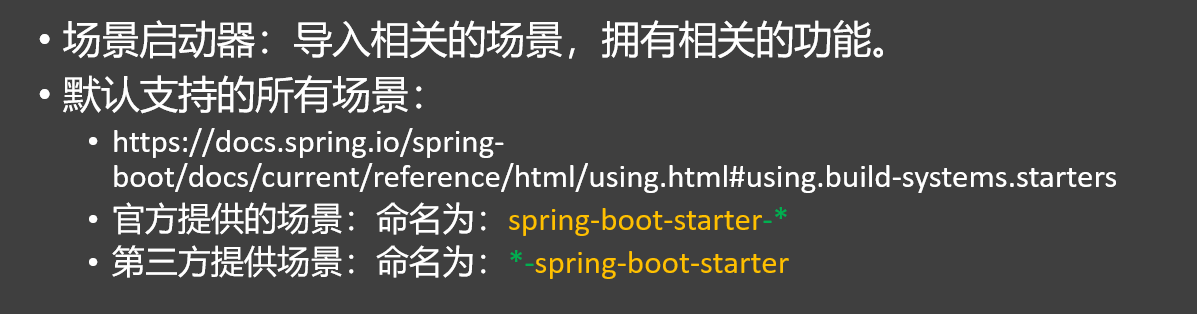 • 场景启动器：导入相关的场景，拥有相关的功能。
• 默认支持的所有场景：
• https://docs.spring.io/spring-
boot/docs/current/reference/html/using.html#using.build-systems.starters
• 官方提供的场景：命名为：spring-boot-starter-*
• 第三方提供场景：命名为：*-spring-boot-starter